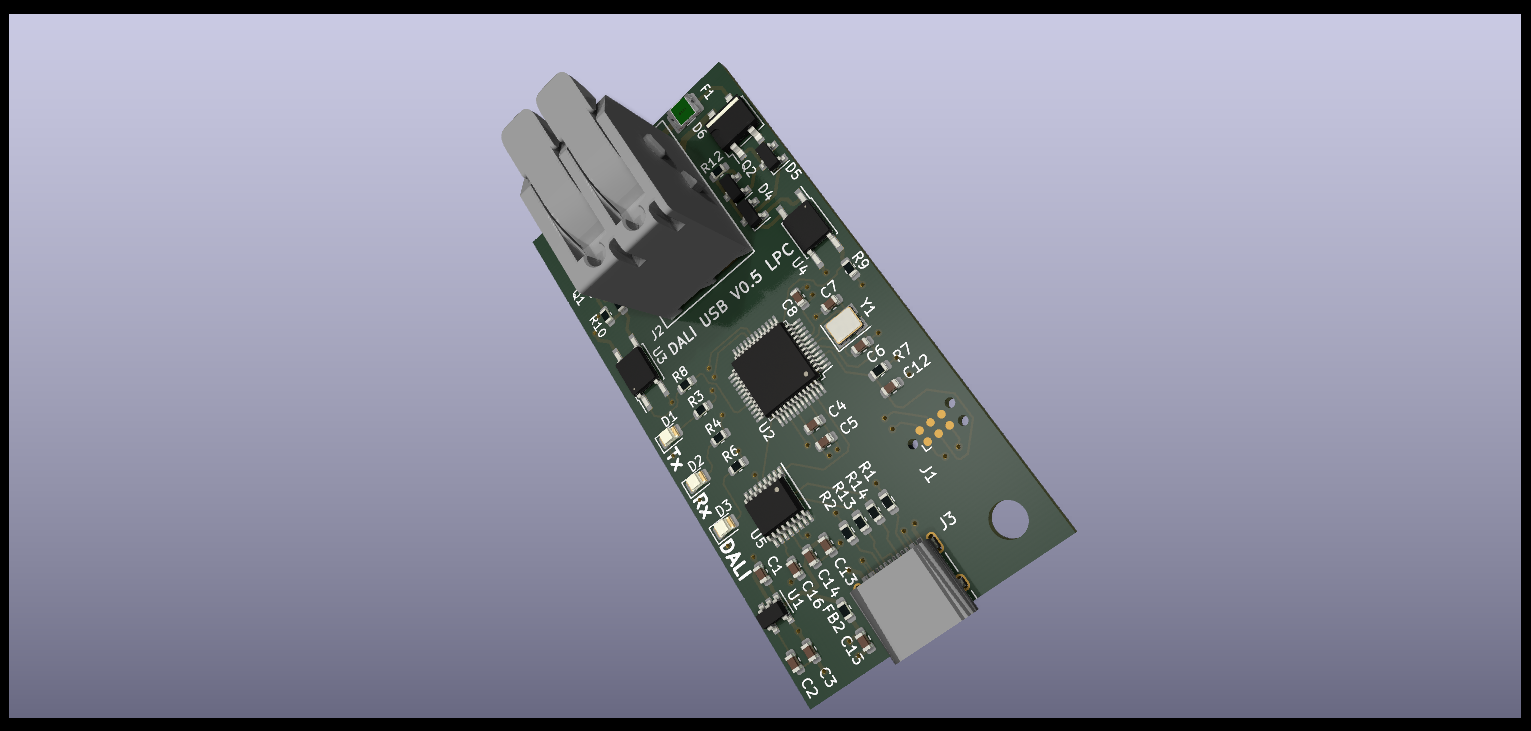 F1
D6
R12
Q2
D5
D4
U4
R9
Q1
R10
J2
DALI USB V0.5 LPC
C8
C7
Y1
U3
R8
C6
R7
C12
R3
D1
Tx
R4
U2
C4
C5
D2
Rx
R6
J1
D3
DALI
U5
R2
R13
R14
R1
J3
C1
C16
C14
C13
U1
FB2
C15
C2
C3